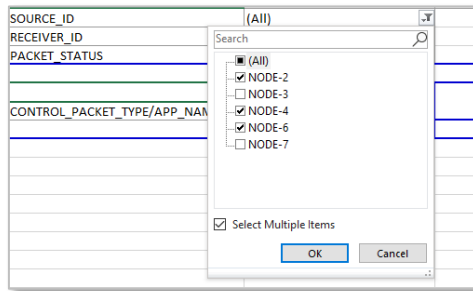 SOURCE_ID (All)
RECEIVER_ID
PACKET_STATUS
CONTROL_PACKET_TYPE/APP_NAM
Search
(All)
NODE-2
NODE-3
NODE-4
NODE-6
NODE-7
Select Multiple Items
OK Cancel